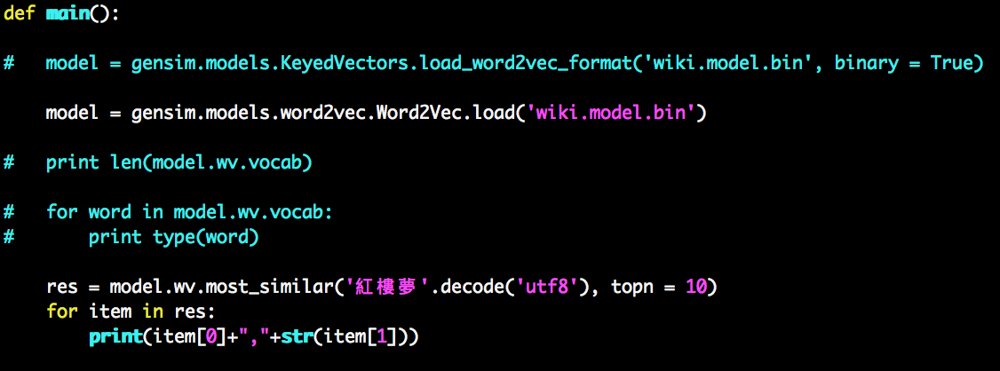 def main():
#   model = gensim.models.KeyedVectors.load_word2vec_format('wiki.model.bin', binary = True)
    model = gensim.models.word2vec.Word2Vec.load('wiki.model.bin')
#   print len(model.wv.vocab)
#   for word in model.wv.vocab:
#       print type(word)
    res = model.wv.most_similar('紅樓夢'.decode('utf8'), topn = 10)
    for item in res:
        print(item[0]+","+str(item[1]))